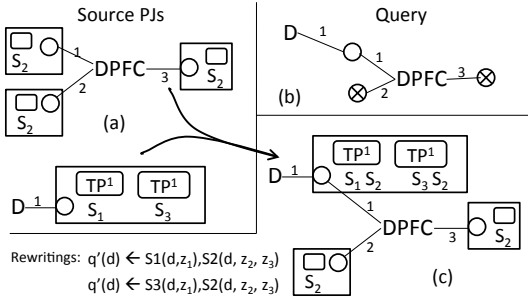 Source PJs
Query
S2
1
DPFC
3
S2
2
S2
(a)
D
1
1
DPFC
3
2
(b)
TP1
TP1
D
1
S1
S3
TP1
TP1
D
1
S1 S2
S3 S2
1
DPFC
3
S2
2
S2
(c)
Rewritings: q'(d) ← S1(d,z1),S2(d, z2, z3)
q'(d) ← S3(d,z1),S2(d, z2, z3)